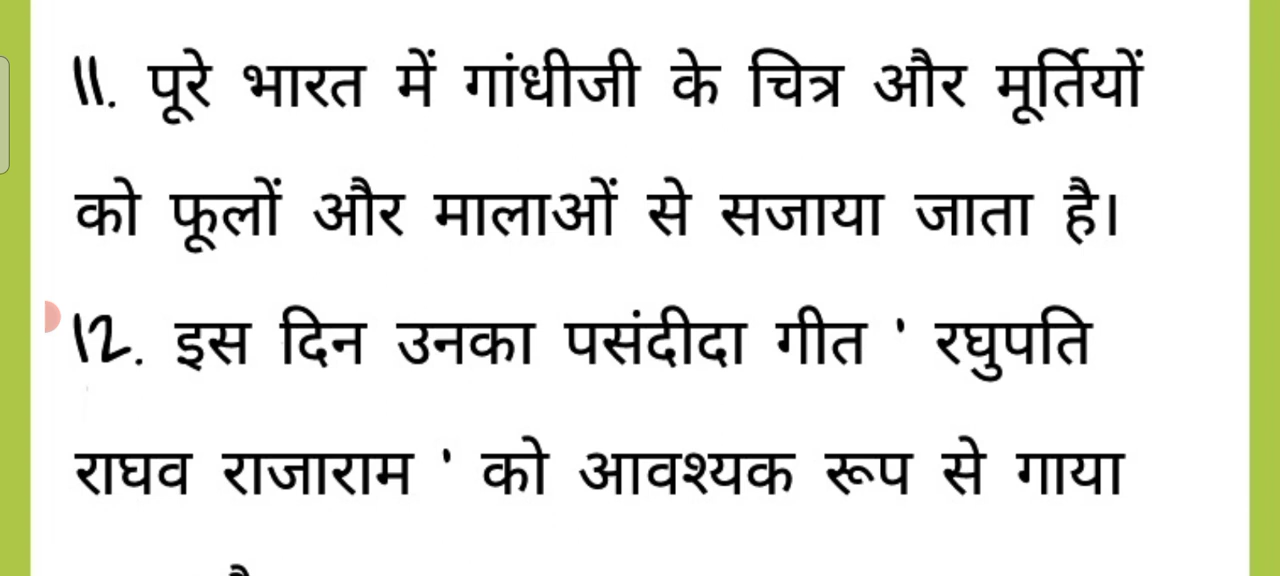 11. पूरे भारत में गांधीजी के चित्र और मूर्तियों
को फूलों और मालाओं से सजाया जाता है।
12. इस दिन उनका पसंदीदा गीत ' रघुपति
राघव राजाराम ' को आवश्यक रूप से गाया